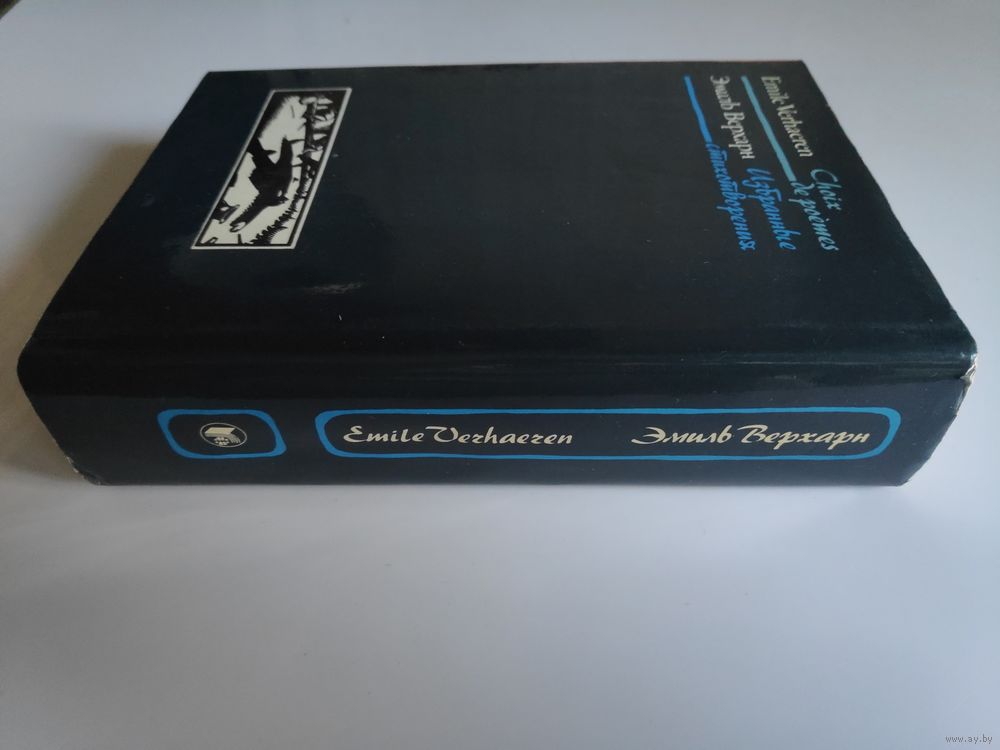 Emile Verhaeren
Choix
de poèmes
Эмиль Верхарн
Избранные
стихотворения
Emile Verhaeren Эмиль Верхарн
www.ay.by